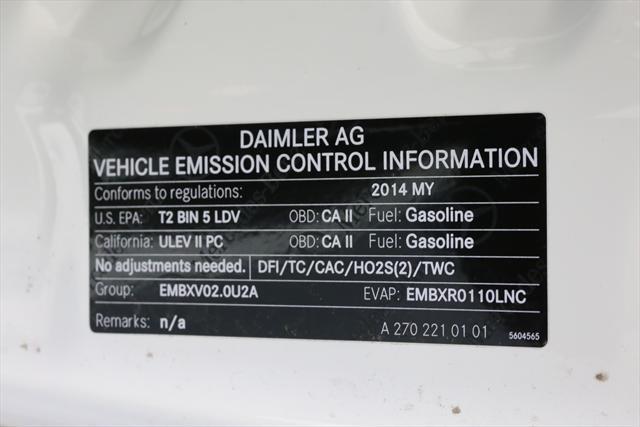 DAIMLER AG
VEHICLE EMISSION CONTROL INFORMATION
Conforms to regulations: 2014 MY
U.S. EPA: T2 BIN 5 LDV OBD: CA II Fuel: Gasoline
California: ULEV II PC OBD: CA II Fuel: Gasoline
No adjustments needed. DFI/TC/CAC/HO2S(2)/TWC
Group: EMBXV02.0U2A EVAP: EMBXR0110LNC
Remarks: n/a A 270 221 01 01 5604565